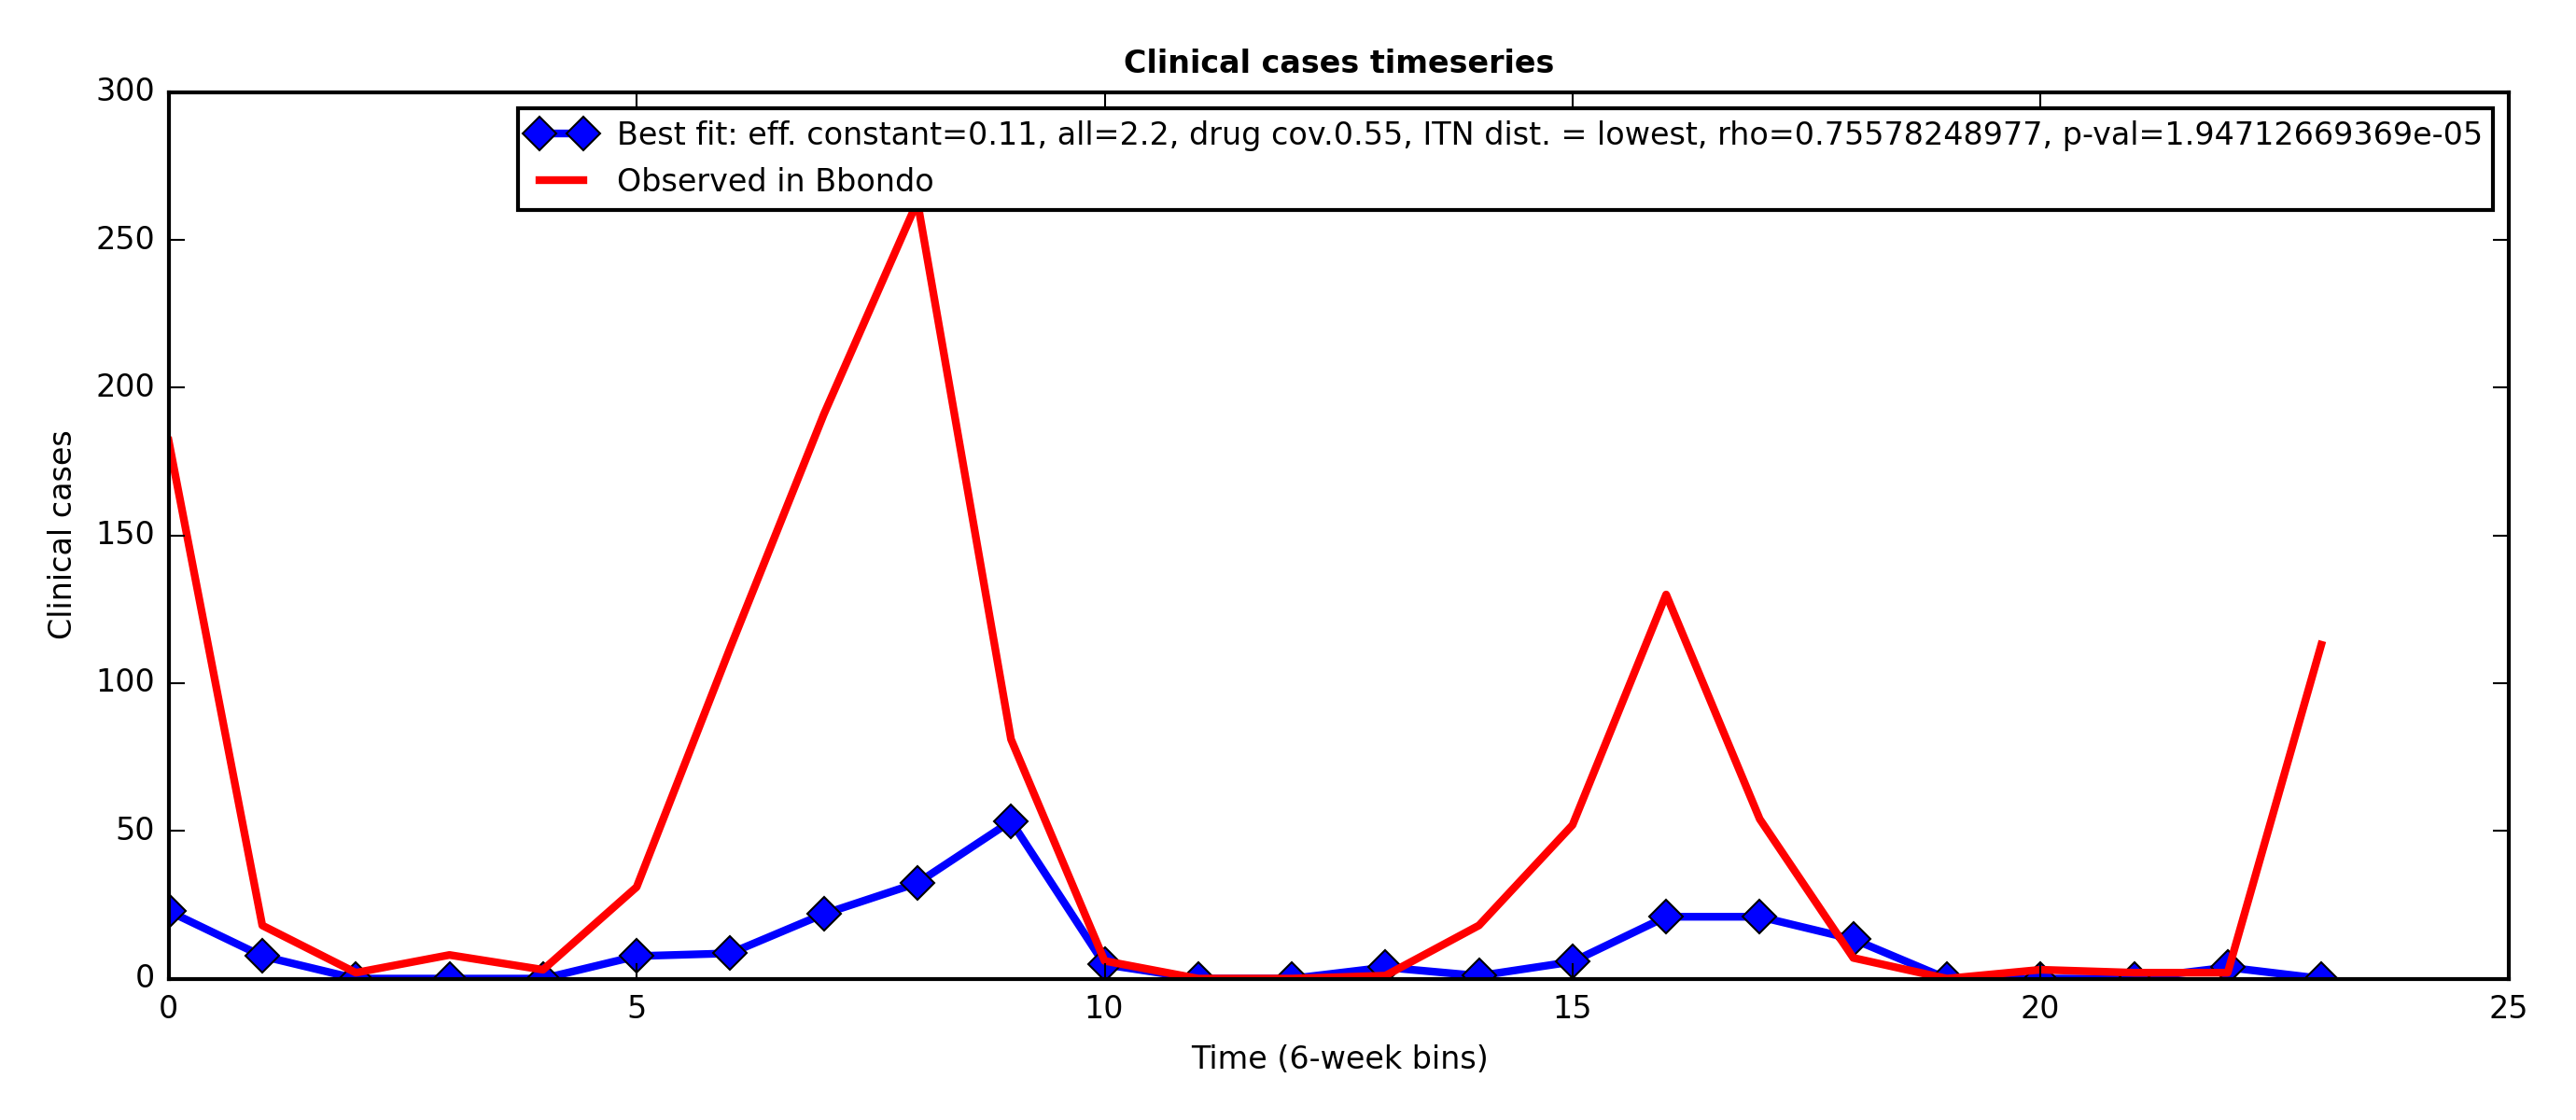 Clinical cases timeseries
300
250
200
150
100
50
0
Clinical cases
Best fit: eff. constant=0.11, all=2.2, drug cov.0.55, ITN dist. = lowest, rho=0.75578248977, p-val=1.94712669369e-05
Observed in Bbondo
0 5 10 15 20 25
Time (6-week bins)